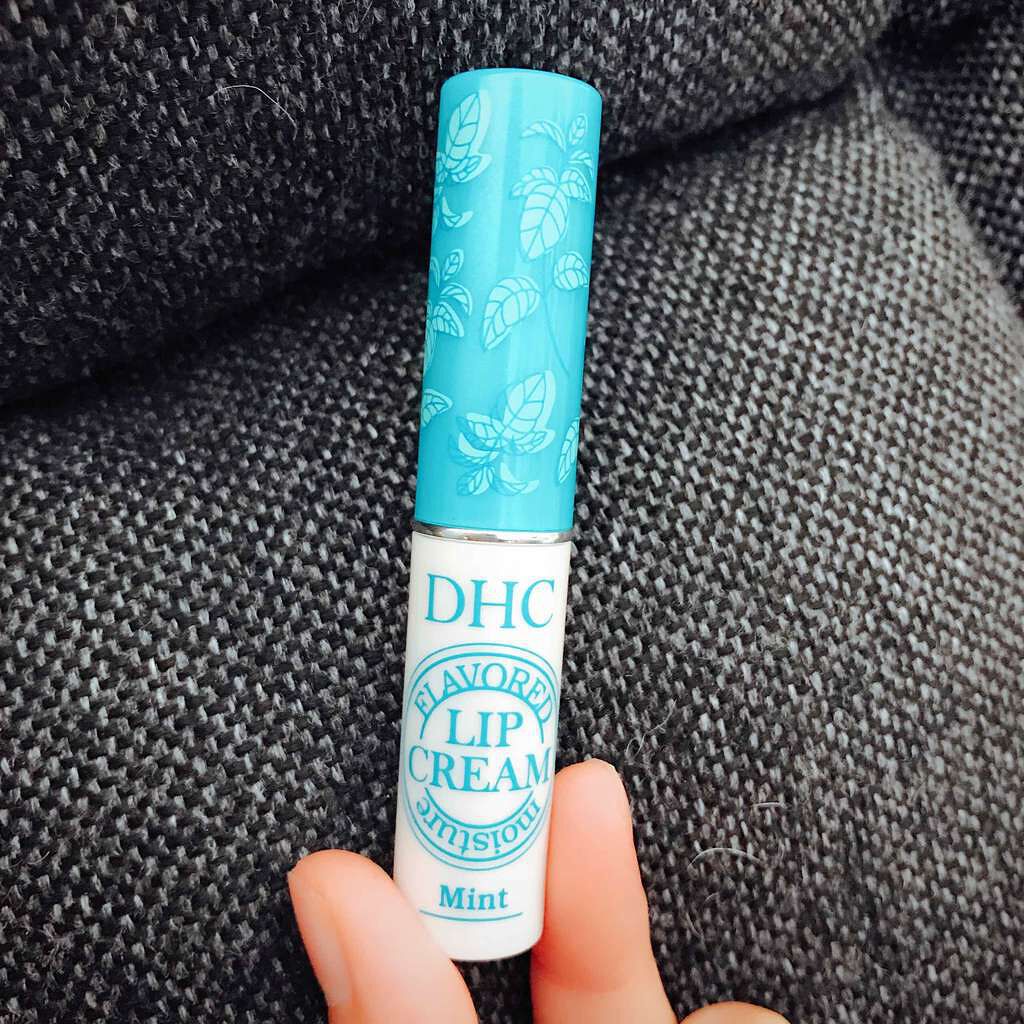 DHC
FLAVORED
LIP
CREAM
moisture
Mint